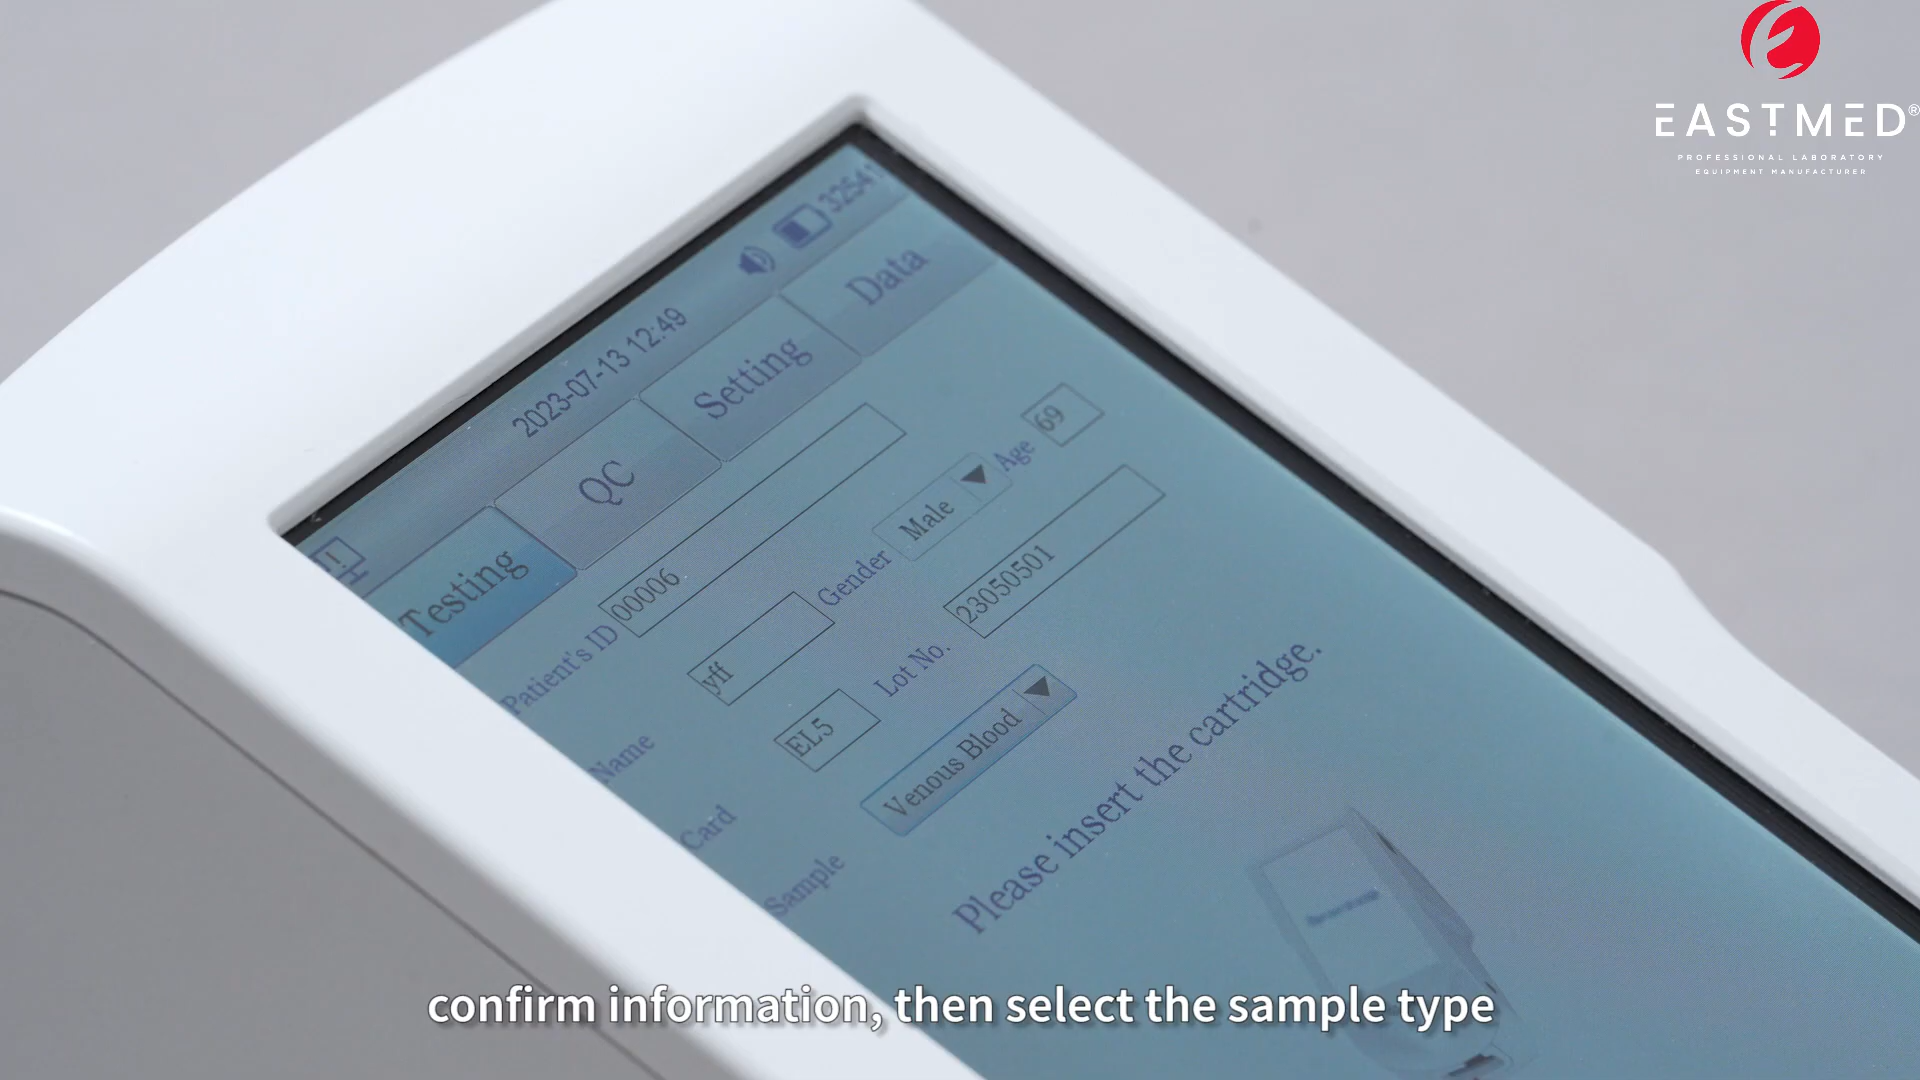 EASTMED®
PROFESSIONAL LABORATORY
EQUIPMENT MANUFACTURER
2023-07-13 12:49
Testing
QC
Setting
Data
Patient's ID 00006
Name yff Gender Male Age 69
Card EL5 Lot No. 23050501
Sample Venous Blood
Please insert the cartridge.
confirm information, then select the sample type